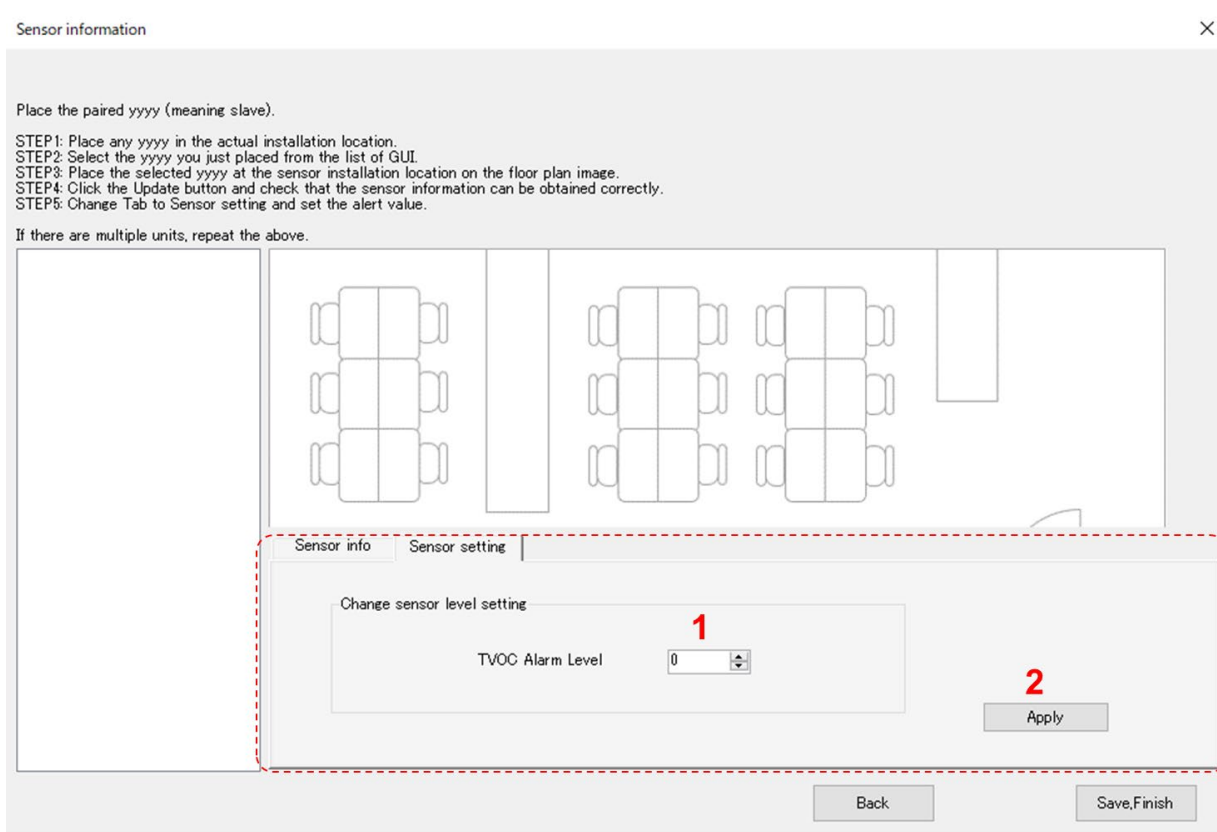 Sensor information
Place the paired yyyy (meaning slave).
STEP1: Place any yyyy in the actual installation location.
STEP2: Select the yyyy you just placed from the list of GUI.
STEP3: Place the selected yyyy at the sensor installation location on the floor plan image.
STEP4: Click the Update button and check that the sensor information can be obtained correctly.
STEP5: Change Tab to Sensor setting and set the alert value.
If there are multiple units, repeat the above.
Sensor info
Sensor setting
Change sensor level setting
1
TVOC Alarm Level
0
2
Apply
Back
Save,Finish